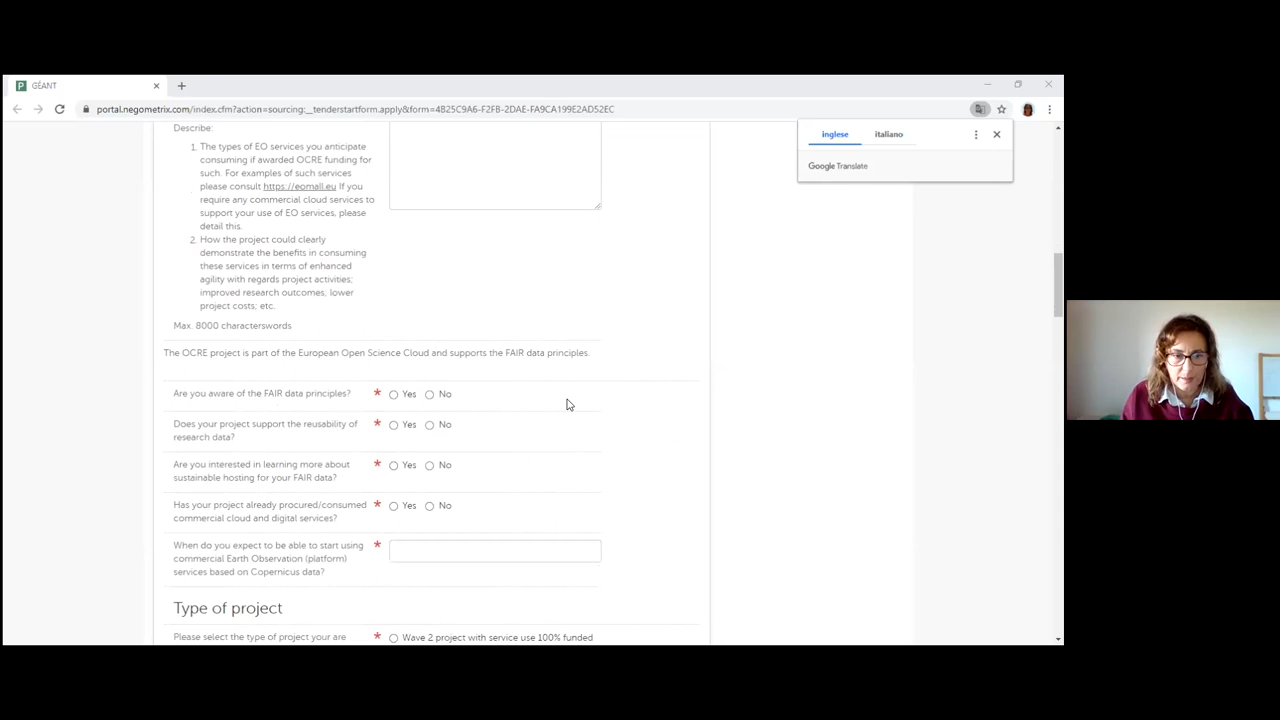 GÉANT
portal.negometrix.com/index.cfm?action=sourcing:__tenderstartform.apply&form=4B25C9A6-F2FB-2DAE-FA9CA199E2AD52EC
inglese italiano
Google Translate
Describe:
1. The types of EO services you anticipate
consuming if awarded OCRE funding for
such. For examples of such services
please consult https://eomall.eu If you
require any commercial cloud services to
support your use of EO services, please
detail this.
2. How the project could clearly
demonstrate the benefits in consuming
these services in terms of enhanced
agility with regards project activities;
improved research outcomes; lower
project costs; etc.
Max. 8000 characterswords
The OCRE project is part of the European Open Science Cloud and supports the FAIR data principles.
Are you aware of the FAIR data principles? * Yes No
Does your project support the reusability of * Yes No
research data?
Are you interested in learning more about * Yes No
sustainable hosting for your FAIR data?
Has your project already procured/consumed * Yes No
commercial cloud and digital services?
When do you expect to be able to start using *
commercial Earth Observation (platform)
services based on Copernicus data?
Type of project
Please select the type of project your are * Wave 2 project with service use 100% funded